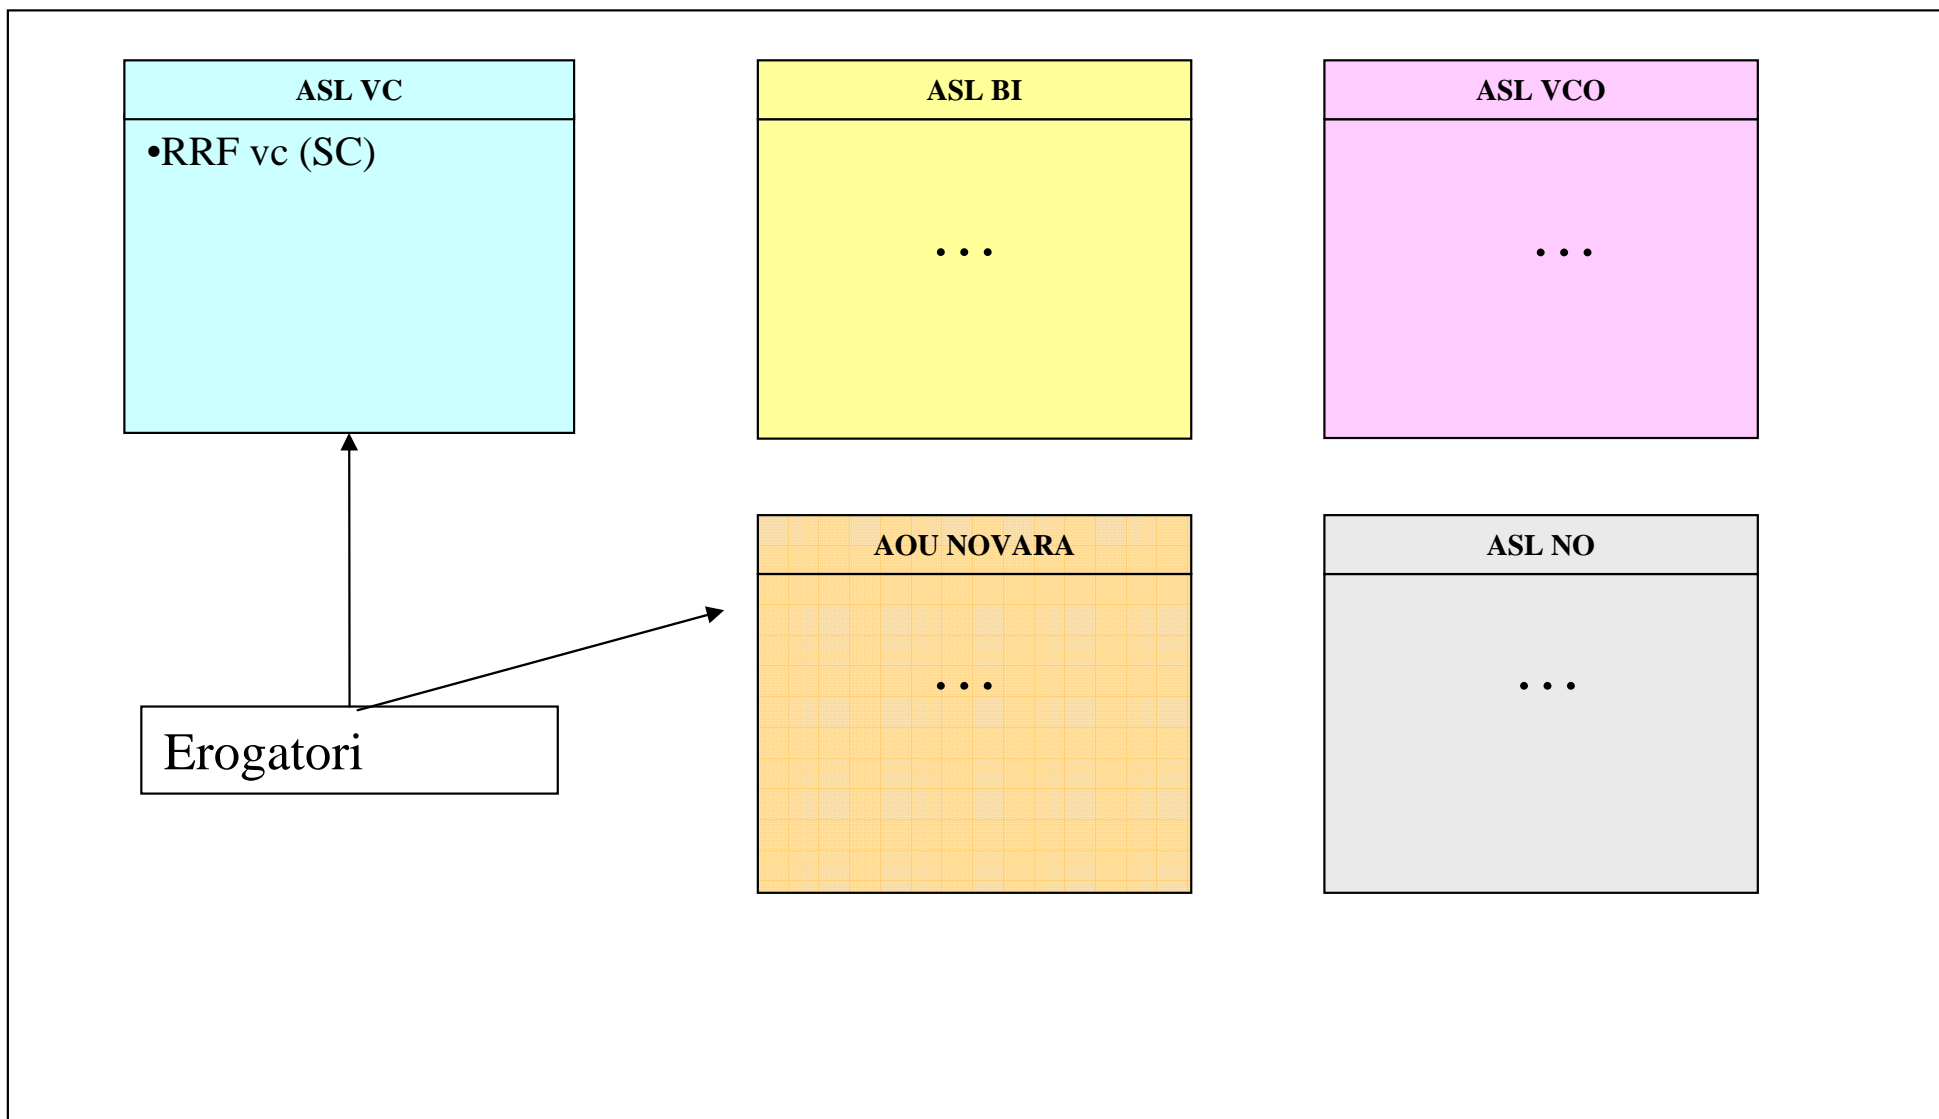 ASL VC
•RRF vc (SC)
ASL BI
...
ASL VCO
...
AOU NOVARA
...
ASL NO
...
Erogatori